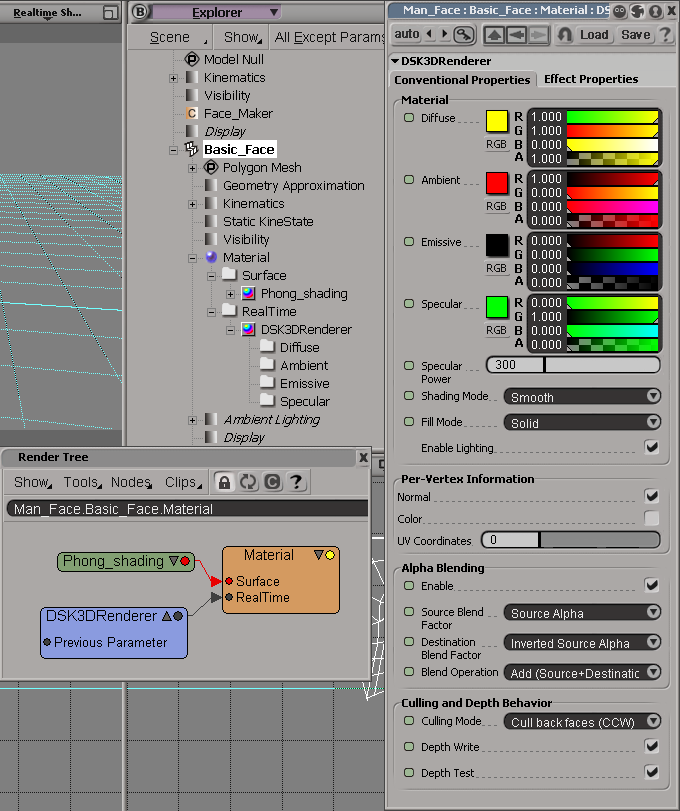 Realtime Sh...
B
Explorer
Scene
Show
All Except Params
Model Null
Kinematics
Visibility
C
Face_Maker
Display
Basic_Face
Polygon Mesh
Geometry Approximation
Kinematics
Static KineState
Visibility
Material
Surface
Phong_shading
RealTime
DSK3DRenderer
Diffuse
Ambient
Emissive
Specular
Ambient Lighting
Display
Render Tree
Show
Tools
Nodes
Clips
C
?
Man_Face.Basic_Face.Material
Phong_shading
Material
Surface
RealTime
DSK3DRenderer
Previous Parameter
Man_Face : Basic_Face : Material : DS
auto
Load
Save
?
DSK3DRenderer
Conventional Properties
Effect Properties
Material
Diffuse
RGB
R 1.000
G 1.000
B 0.000
A 1.000
Ambient
RGB
R 1.000
G 0.000
B 0.000
A 0.000
Emissive
RGB
R 0.000
G 0.000
B 0.000
A 0.000
Specular
RGB
R 0.000
G 1.000
B 0.000
A 0.000
Specular
Power
300
Shading Mode
Smooth
Fill Mode
Solid
Enable Lighting
Per-Vertex Information
Normal
Color
UV Coordinates
0
Alpha Blending
Enable
Source Blend
Factor
Source Alpha
Destination
Blend Factor
Inverted Source Alpha
Blend Operation
Add (Source+Destinatic
Culling and Depth Behavior
Culling Mode
Cull back faces (CCW)
Depth Write
Depth Test